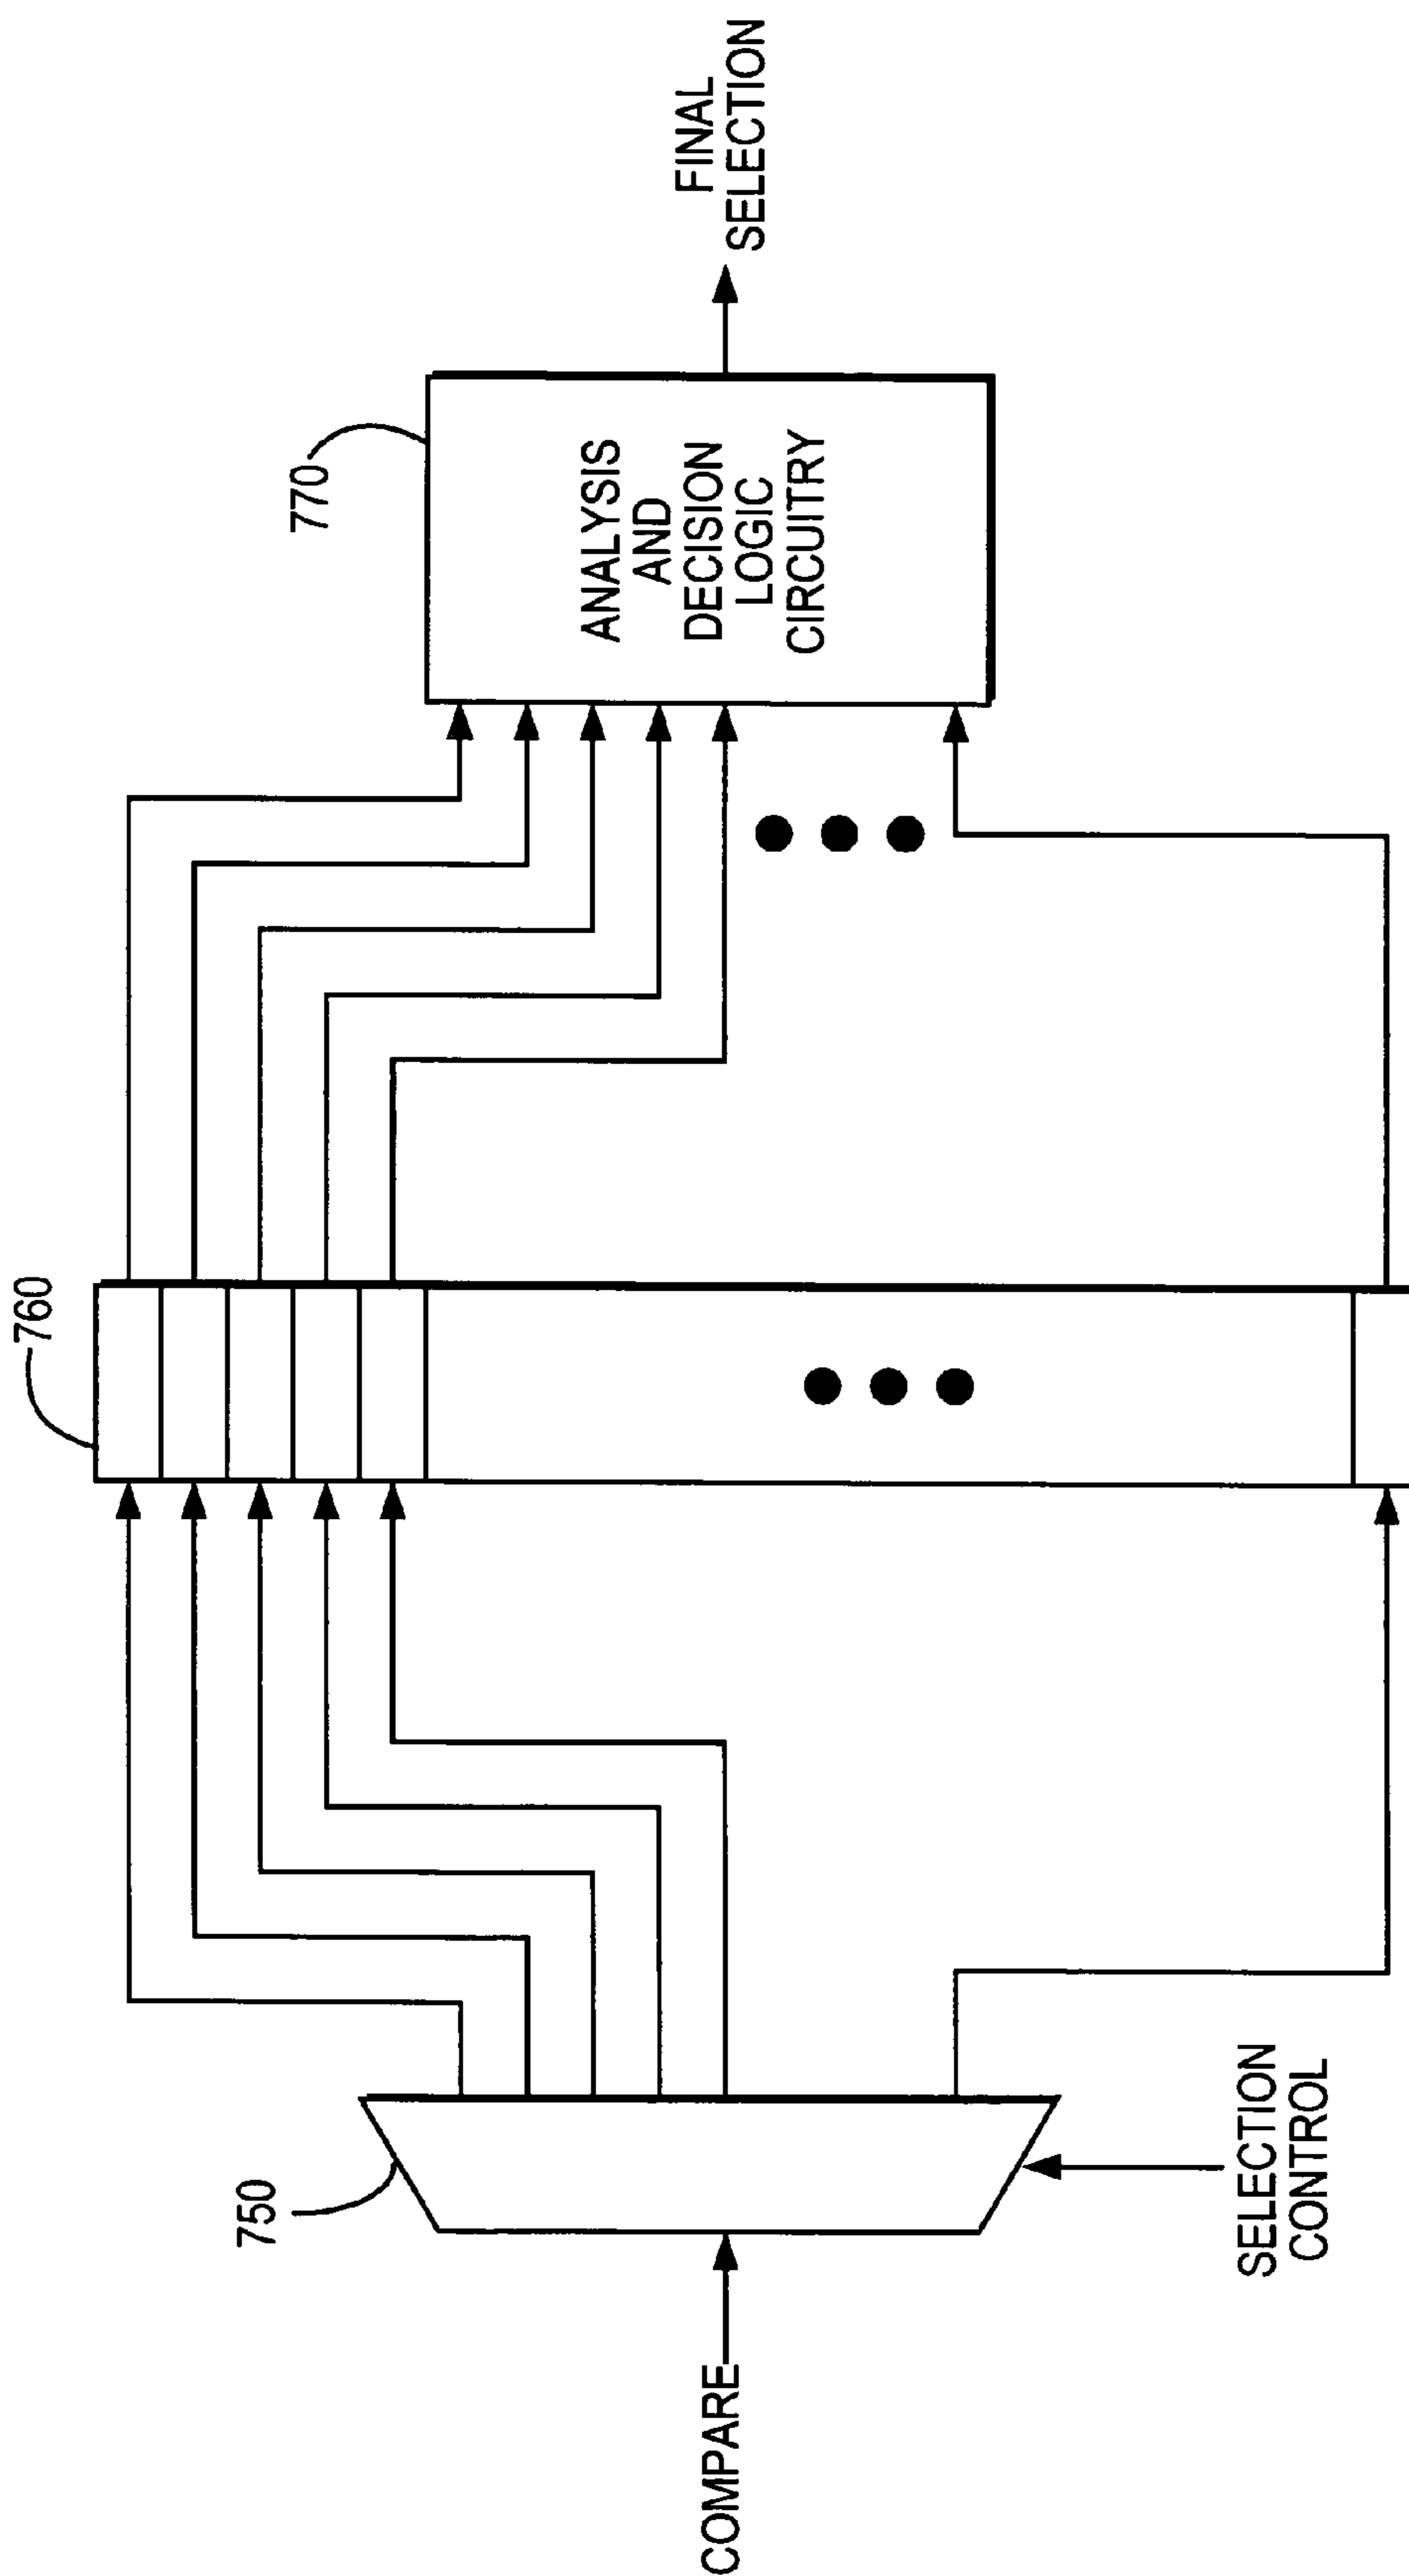 760
770
750
COMPARE
SELECTION
CONTROL
ANALYSIS
AND
DECISION
LOGIC
CIRCUITRY
FINAL
SELECTION